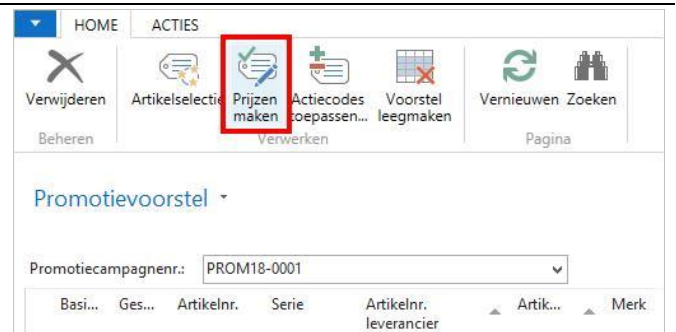 HOME ACTIES
Verwijderen Artikelselectie Prijzen maken Actiecodes toepassen... Voorstel leegmaken Vernieuwen Zoeken
Beheren Verwerken Pagina
Promotievoorstel
Promotiecampagnenr.: PROM18-0001
Basi... Ges... Artikelnr. Serie Artikelnr. leverancier Artik... Merk